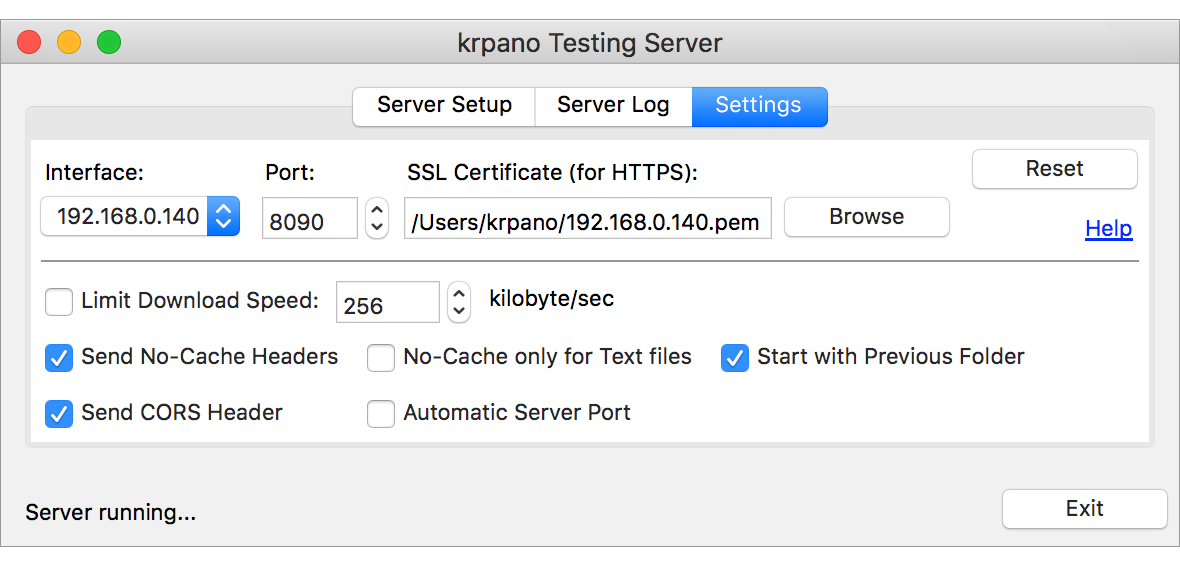 krpano Testing Server
Server Setup Server Log Settings
Interface: Port: SSL Certificate (for HTTPS): Reset
192.168.0.140 8090 /Users/krpano/192.168.0.140.pem Browse
Help
Limit Download Speed: 256 kilobyte/sec
Send No-Cache Headers No-Cache only for Text files Start with Previous Folder
Send CORS Header Automatic Server Port
Server running... Exit